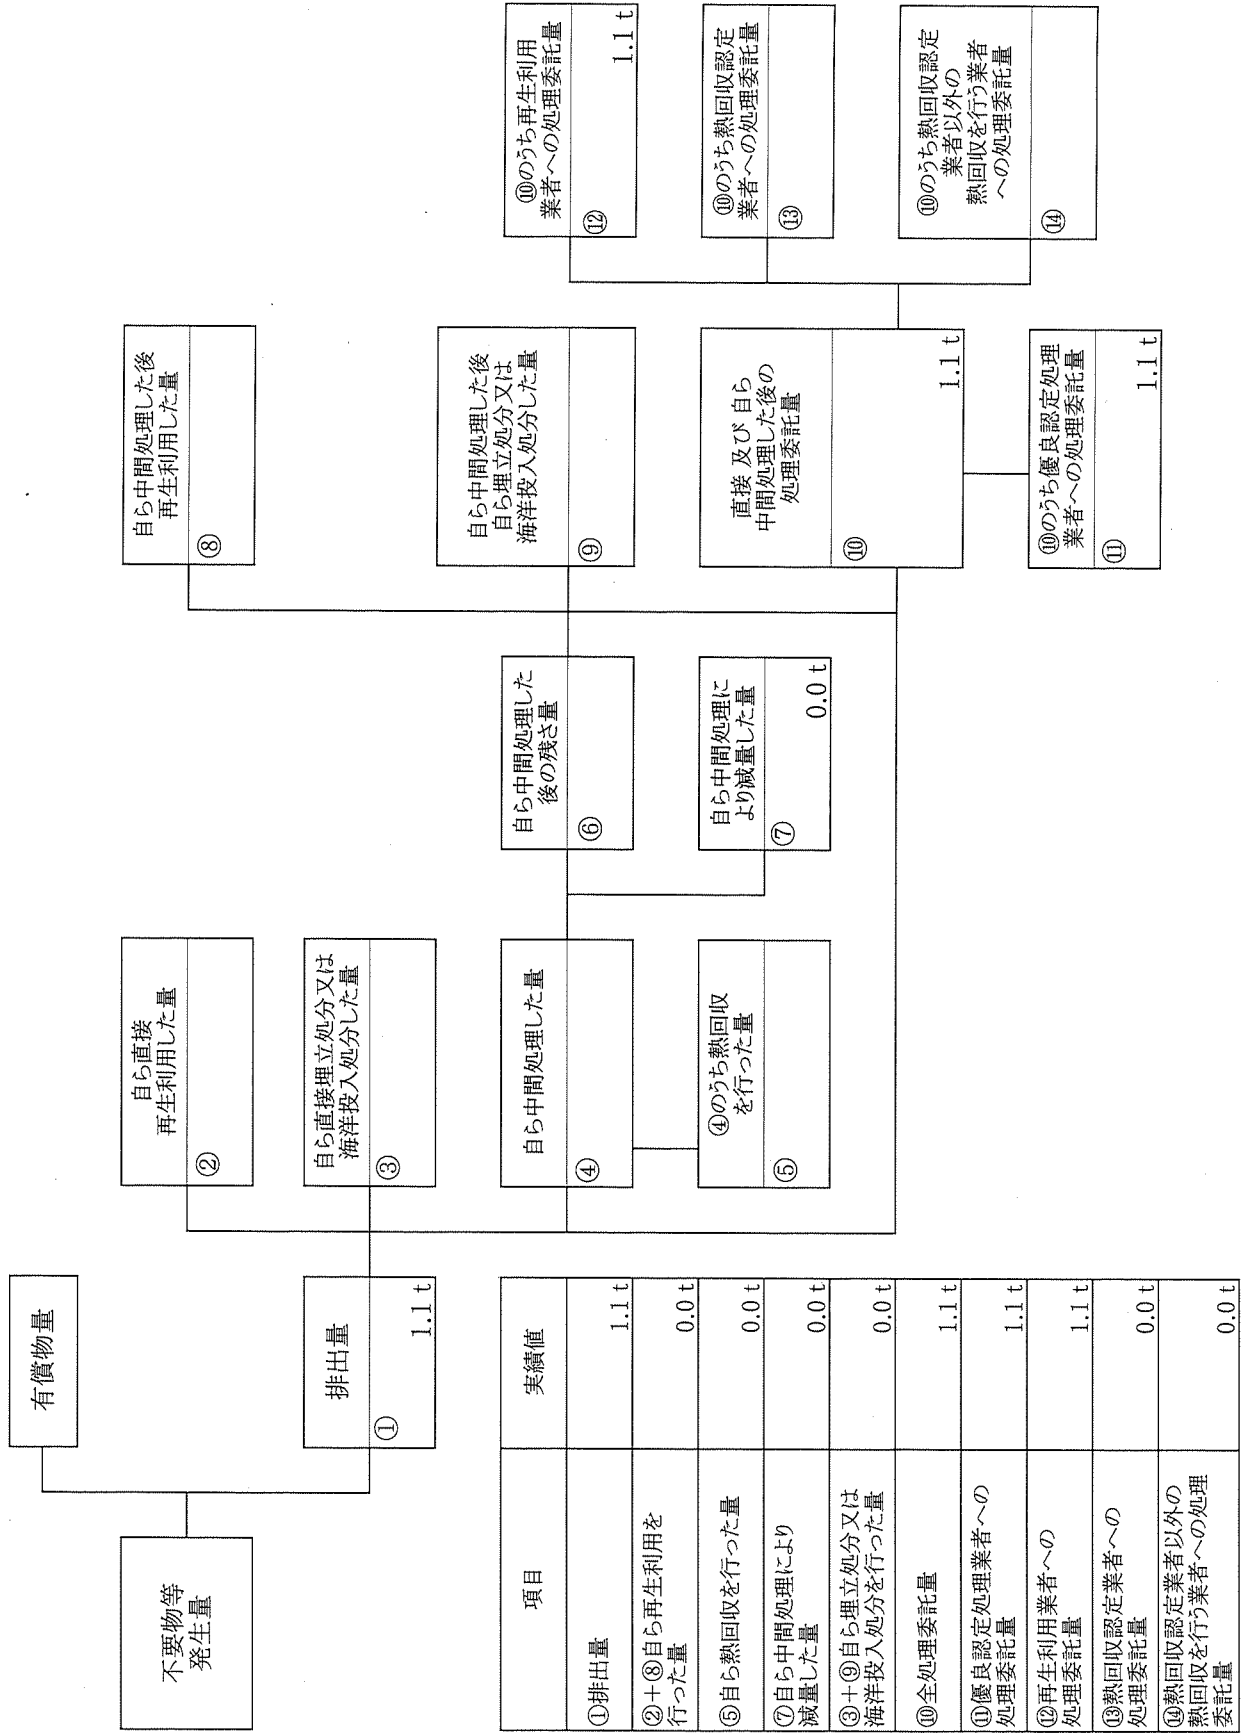 不要物等
発生量
有償物量
排出量
①
1.1 t
自ら直接
再生利用した量
②
自ら直接埋立処分又は
海洋投入処分した量
③
自ら中間処理した量
④
④のうち熱回収
を行った量
⑤
自ら中間処理した
後の残さ量
⑥
自ら中間処理に
より減量した量
⑦
0.0 t
自ら中間処理した後
再生利用した量
⑧
自ら中間処理した後
自ら埋立処分又は
海洋投入処分した量
⑨
直接 及び 自ら
中間処理した後の
処理委託量
⑩
1.1 t
⑩のうち優良認定処理
業者への処理委託量
⑪
1.1 t
⑩のうち再生利用
業者への処理委託量
⑫
1.1 t
⑩のうち熱回収認定
業者への処理委託量
⑬
⑩のうち熱回収認定
業者以外の
熱回収を行う業者
への処理委託量
⑭
項目 実績値
①排出量 1.1 t
②+⑧自ら再生利用を
行った量 0.0 t
⑤自ら熱回収を行った量 0.0 t
⑦自ら中間処理により
減量した量 0.0 t
③+⑨自ら埋立処分又は
海洋投入処分を行った量 0.0 t
⑩全処理委託量 1.1 t
⑪優良認定処理業者への
処理委託量 1.1 t
⑫再生利用業者への
処理委託量 1.1 t
⑬熱回収認定業者への
処理委託量 0.0 t
⑭熱回収認定業者以外の
熱回収を行う業者への処理
委託量 0.0 t